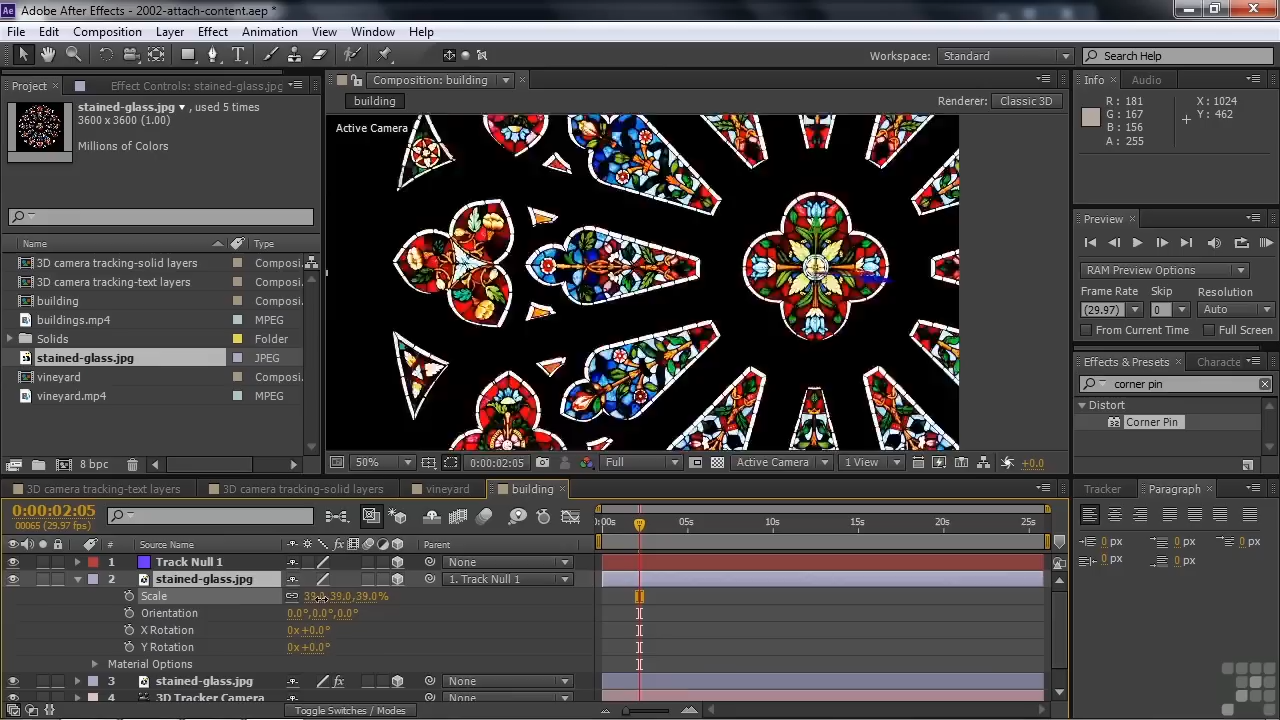 Ae Adobe After Effects - 2002-attach-content.aep *
File Edit Composition Layer Effect Animation View Window Help
Workspace: Standard Search Help
Project × Effect Controls: stained-glass.jpg
Composition: building ×
Info × Audio
stained-glass.jpg ▼ , used 5 times
3600 x 3600 (1.00)
Millions of Colors
building
Renderer: Classic 3D
Active Camera
R : 181 X : 1024
G : 167 Y : 462
B : 156
A : 255
Preview ×
Name Type
3D camera tracking-solid layers Composi
3D camera tracking-text layers Composi
building Composi
buildings.mp4 MPEG
Solids Folder
stained-glass.jpg JPEG
vineyard Composi
vineyard.mp4 MPEG
RAM Preview Options
Frame Rate Skip Resolution
(29.97) 0 Auto
From Current Time Full Screen
Effects & Presets × Characte
corner pin
Distort
32 Corner Pin
8 bpc
50% 0:00:02:05 Full Active Camera 1 View +0.0
3D camera tracking-text layers 3D camera tracking-solid layers vineyard building ×
Tracker Paragraph ×
0:00:02:05
00065 (29.97 fps)
:00s 05s 10s 15s 20s 25s
# Source Name fx Parent
1 Track Null 1 None
2 stained-glass.jpg 1. Track Null 1
Scale 39.0,39.0,39.0%
Orientation 0.0°,0.0°,0.0°
X Rotation 0x+0.0°
Y Rotation 0x+0.0°
Material Options
3 stained-glass.jpg fx None
4 3D Tracker Camera None
Toggle Switches / Modes
0 px 0 px 0 px
0 px 0 px